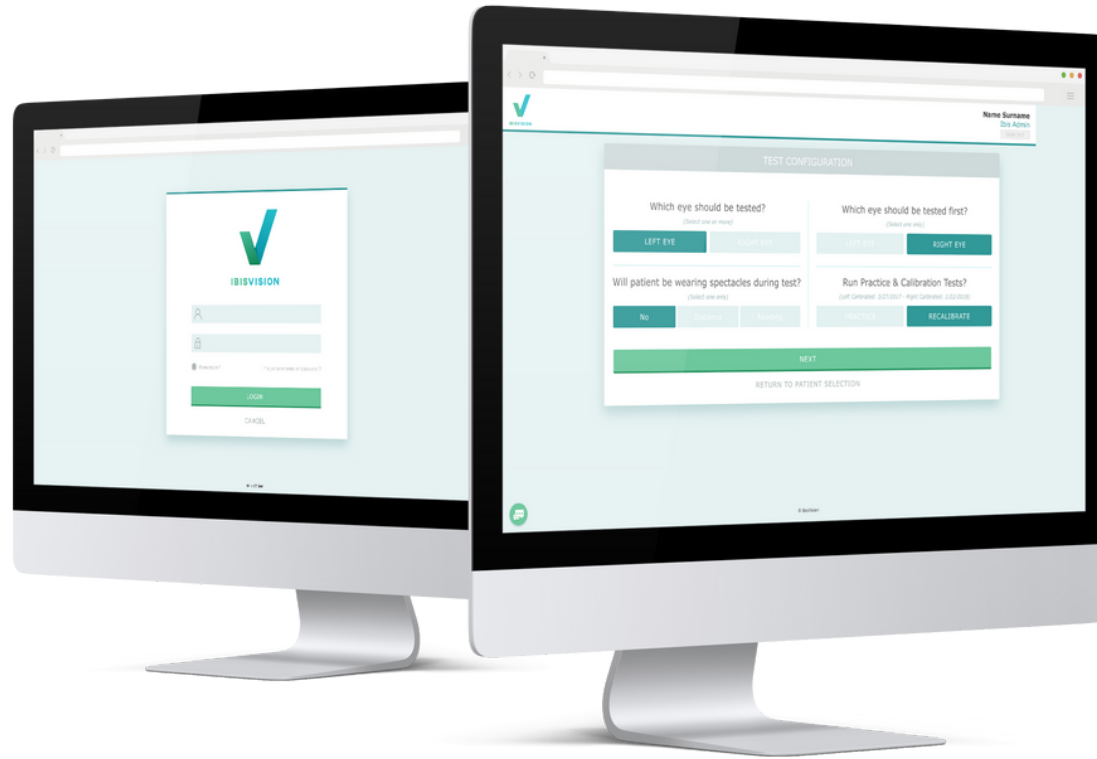 IBISVISION
LOGIN
CANCEL
IBISVISION
Name Surname
Ibis Admin
TEST CONFIGURATION
Which eye should be tested?
(Select one or more)
LEFT EYE
RIGHT EYE
Which eye should be tested first?
(Select one only)
LEFT EYE
RIGHT EYE
Will patient be wearing spectacles during test?
(Select one only)
No
Distance
Reading
Run Practice & Calibration Tests?
PRACTICE
RECALIBRATE
NEXT
RETURN TO PATIENT SELECTION